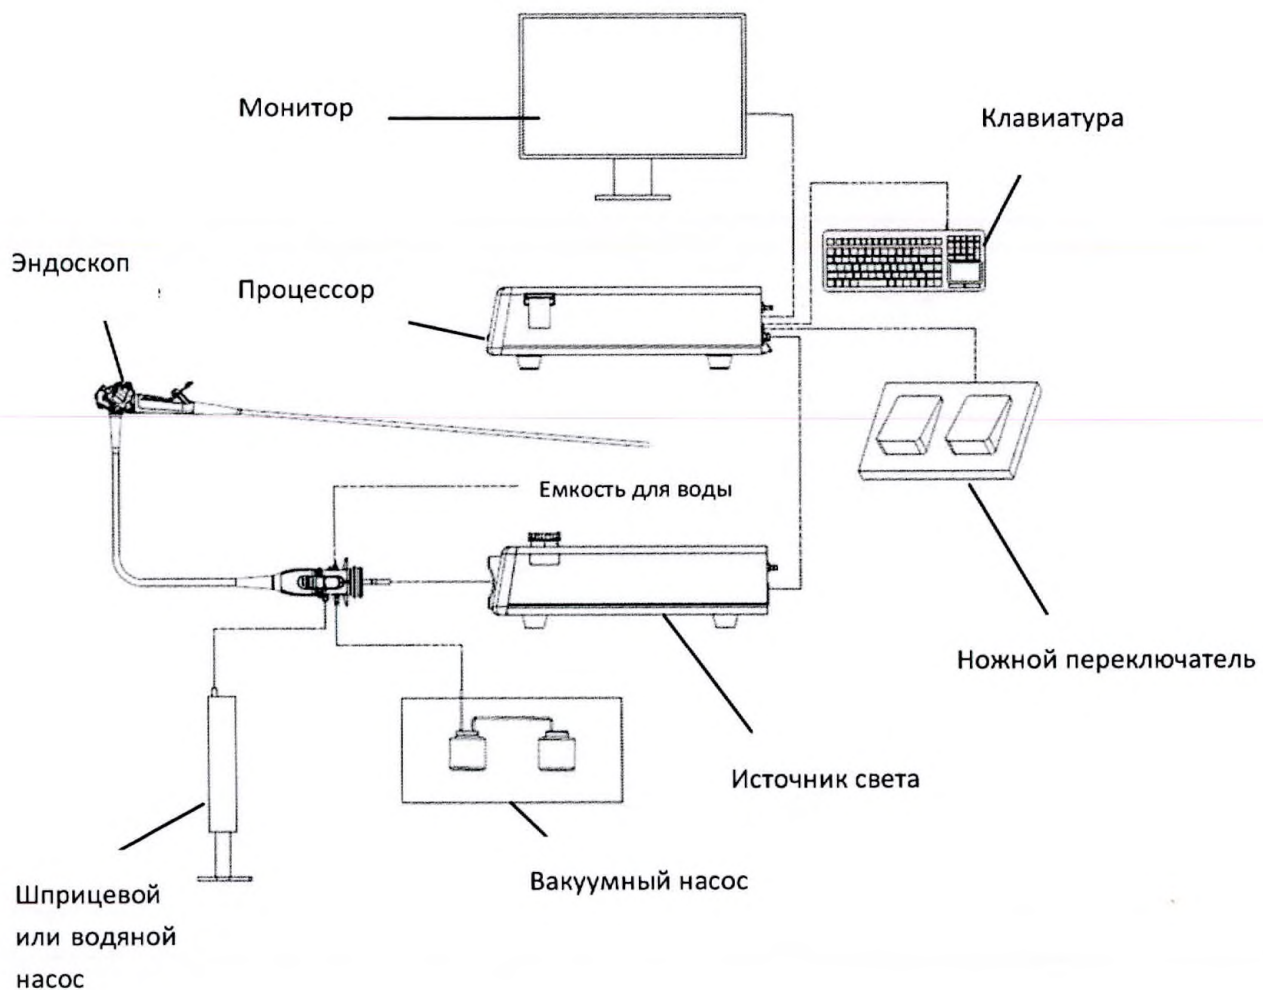 Монитор
Клавиатура
Эндоскоп
Процессор
Емкость для воды
Ножной переключатель
Источник света
Вакуумный насос
Шприцевой
или водяной
насос